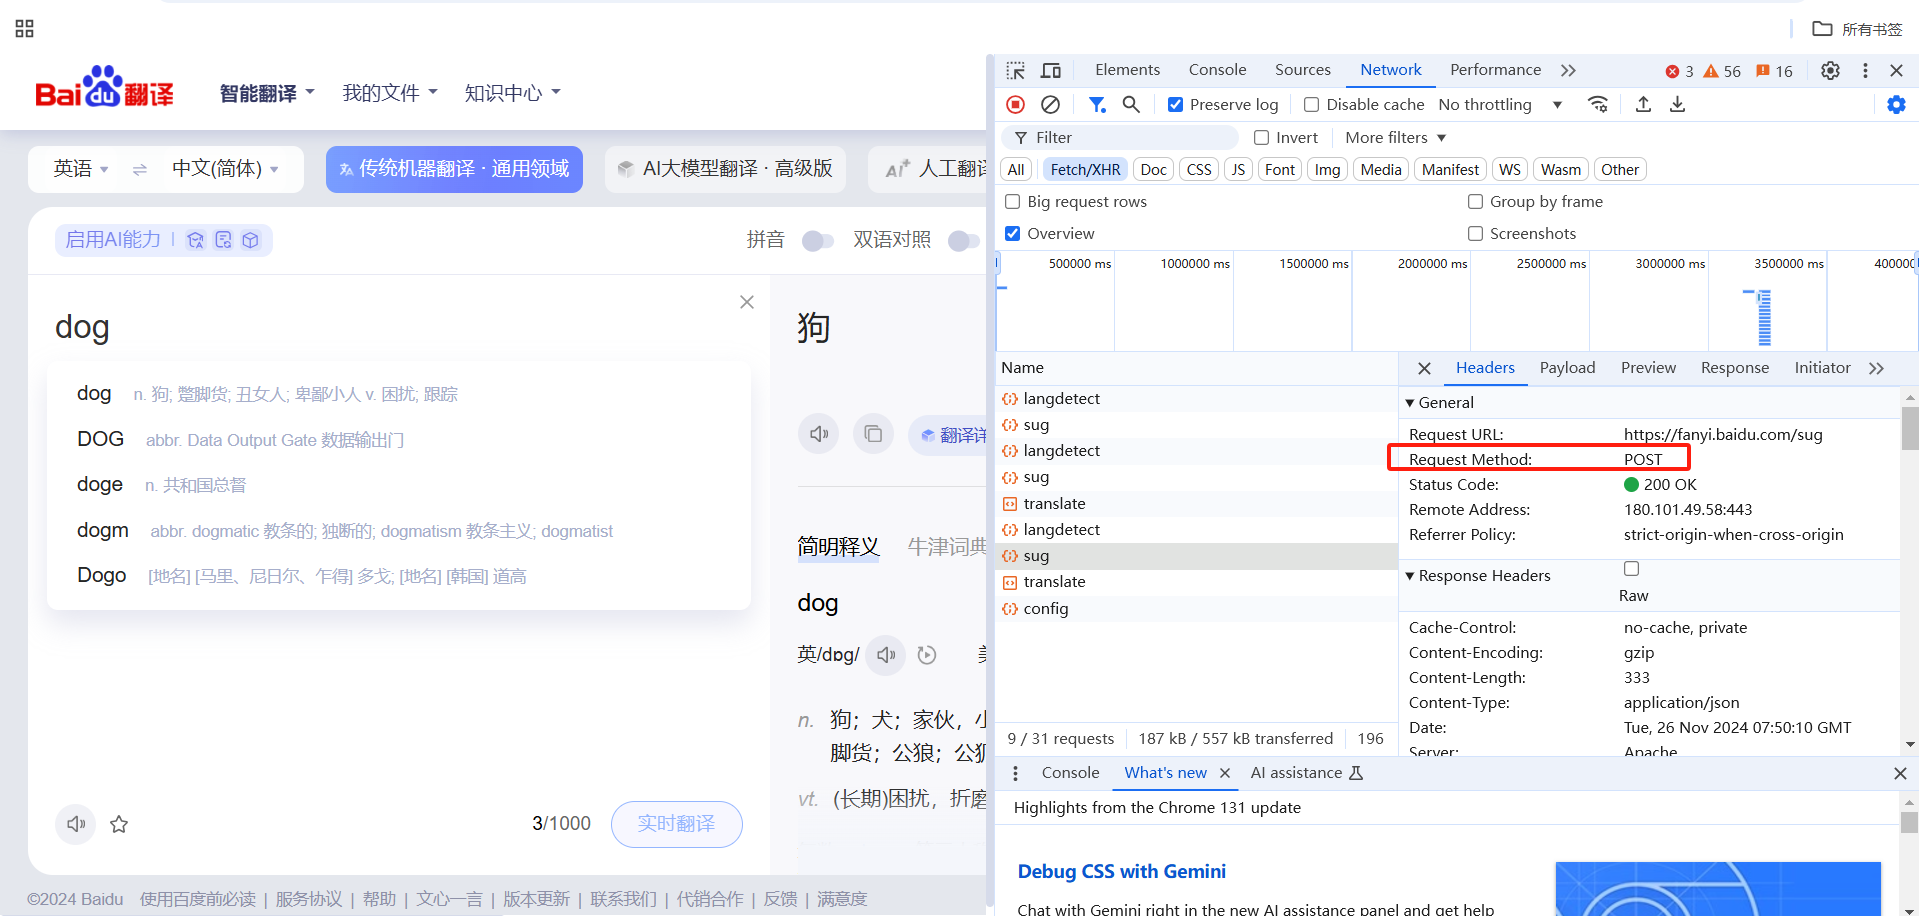 所有书签
Bai du 翻译
智能翻译 我的文件 知识中心
英语 中文(简体) 传统机器翻译 · 通用领域 AI大模型翻译 · 高级版 AI+ 人工翻译
启用AI能力 拼音 双语对照
dog
狗
dog n. 狗; 蹩脚货; 丑女人; 卑鄙小人 v. 困扰; 跟踪
DOG abbr. Data Output Gate 数据输出门
doge n. 共和国总督
dogm abbr. dogmatic 教条的; 独断的; dogmatism 教条主义; dogmatist
Dogo [地名] [马里、尼日尔、乍得] 多戈; [地名] [韩国] 道高
翻译详
简明释义 牛津词典
dog
英/dɒg/
n. 狗；犬；家伙，小
脚货；公狼；公狐
vt. (长期)困扰，折磨
3/1000 实时翻译
©2024 Baidu 使用百度前必读 | 服务协议 | 帮助 | 文心一言 | 版本更新 | 联系我们 | 代销合作 | 反馈 | 满意度
Elements Console Sources Network Performance 3 56 16
Preserve log Disable cache No throttling
Filter Invert More filters
All Fetch/XHR Doc CSS JS Font Img Media Manifest WS Wasm Other
Big request rows Group by frame
Overview Screenshots
500000 ms 1000000 ms 1500000 ms 2000000 ms 2500000 ms 3000000 ms 3500000 ms 400000
Name
langdetect
sug
langdetect
sug
translate
langdetect
sug
translate
config
9 / 31 requests 187 kB / 557 kB transferred 196
Headers Payload Preview Response Initiator
General
Request URL: https://fanyi.baidu.com/sug
Request Method: POST
Status Code: 200 OK
Remote Address: 180.101.49.58:443
Referrer Policy: strict-origin-when-cross-origin
Response Headers
Raw
Cache-Control: no-cache, private
Content-Encoding: gzip
Content-Length: 333
Content-Type: application/json
Date: Tue, 26 Nov 2024 07:50:10 GMT
Server: Apache
Console What's new AI assistance
Highlights from the Chrome 131 update
Debug CSS with Gemini
Chat with Gemini right in the new AI assistance panel and get help